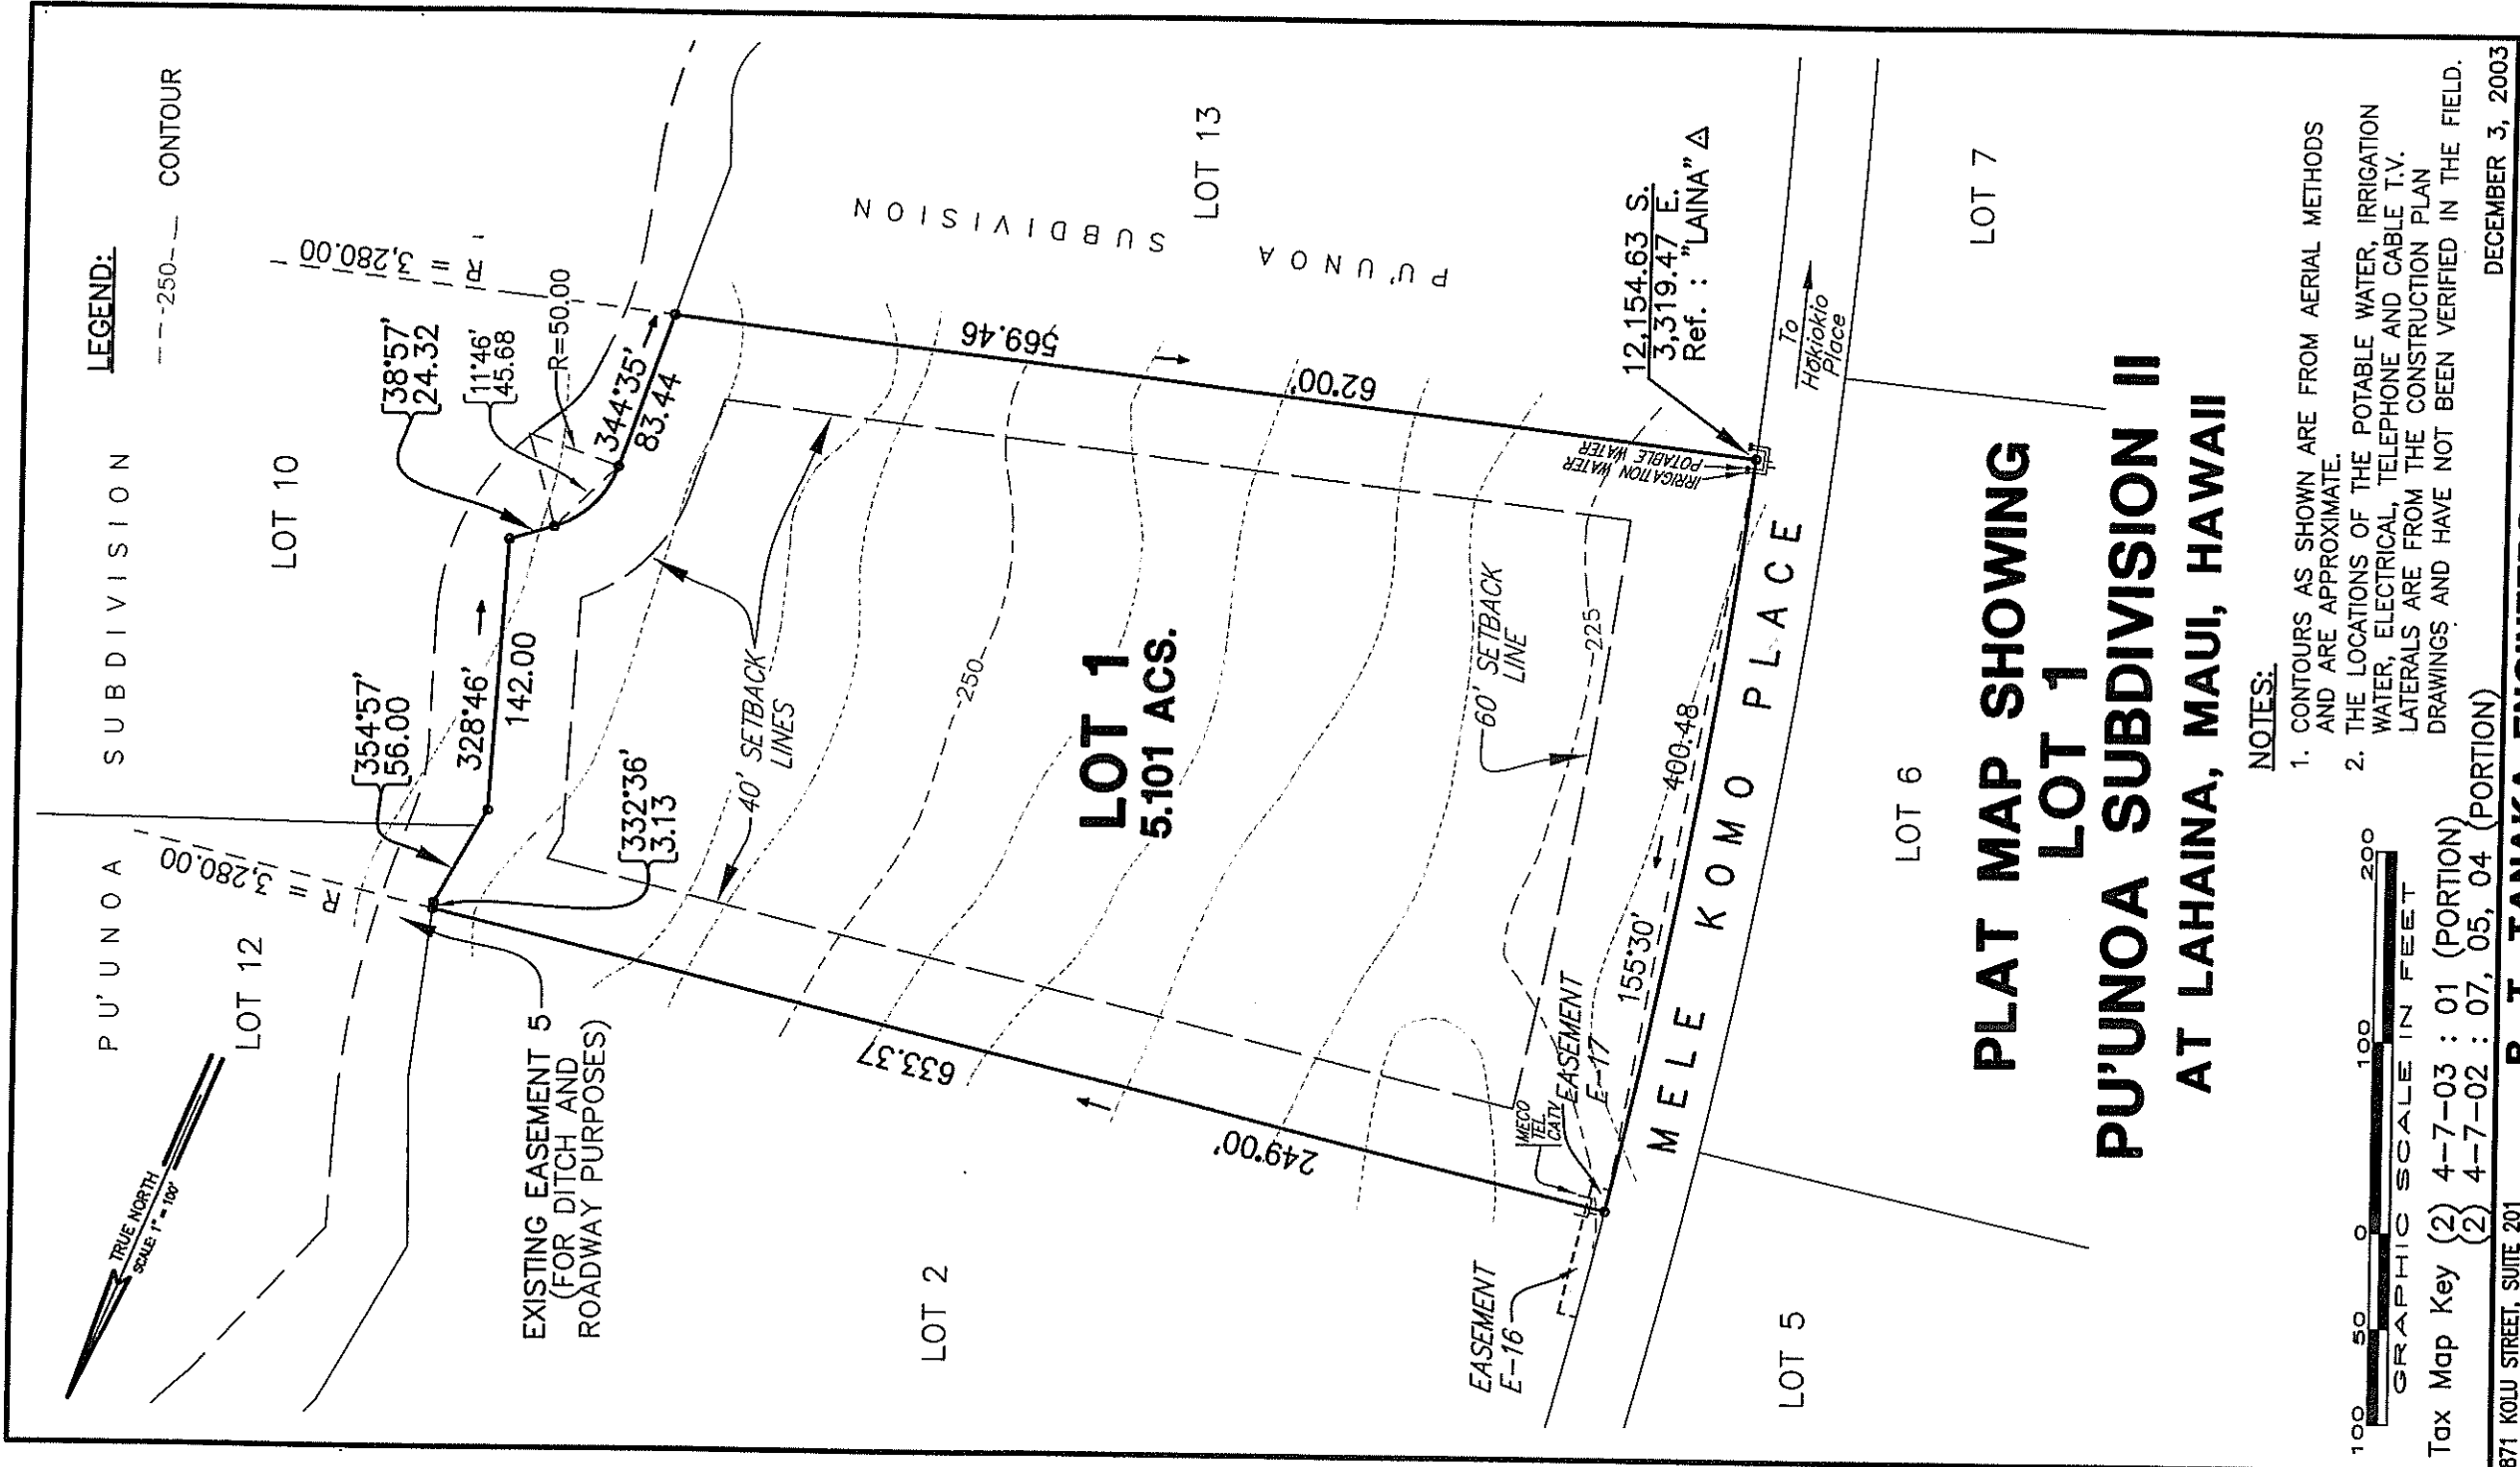 LEGEND:
---250--- CONTOUR
PU'UNOA SUBDIVISION
LOT 10
LOT 12
TRUE NORTH
SCALE: 1" = 100'
R = 3,280.00
R = 3,280.00
354°57'
56.00
328°46'
142.00
38°57'
24.32
11°46'
45.68
R=50.00
344°35'
83.44
332°36'
3.13
EXISTING EASEMENT 5
(FOR DITCH AND
ROADWAY PURPOSES)
40' SETBACK
LINES
569.46
62°00'
PU'UNOA SUBDIVISION
LOT 13
250
LOT 1
5.101 ACS.
633.37
249°00'
LOT 2
60' SETBACK
LINE
225
IRRIGATION WATER
POTABLE WATER
12,154.63 S.
3,319.47 E.
Ref. : "LAINA"
To
Hokiokio
Place
400.48
155°30'
MECO
TEL
CATV
EASEMENT
E-17
EASEMENT
E-16
MELE KOMO PLACE
LOT 5
LOT 6
LOT 7
PLAT MAP SHOWING
LOT 1
PU'UNOA SUBDIVISION II
AT LAHAINA, MAUI, HAWAII
NOTES:
1. CONTOURS AS SHOWN ARE FROM AERIAL METHODS
AND ARE APPROXIMATE.
2. THE LOCATIONS OF THE POTABLE WATER, IRRIGATION
WATER, ELECTRICAL, TELEPHONE AND CABLE T.V.
LATERALS ARE FROM THE CONSTRUCTION PLAN
DRAWINGS AND HAVE NOT BEEN VERIFIED IN THE FIELD.
100 50 0 100 200
GRAPHIC SCALE IN FEET
Tax Map Key (2) 4-7-03 : 01 (PORTION)
(2) 4-7-02 : 07, 05, 04 (PORTION)
DECEMBER 3, 2003
871 KOLU STREET, SUITE 201